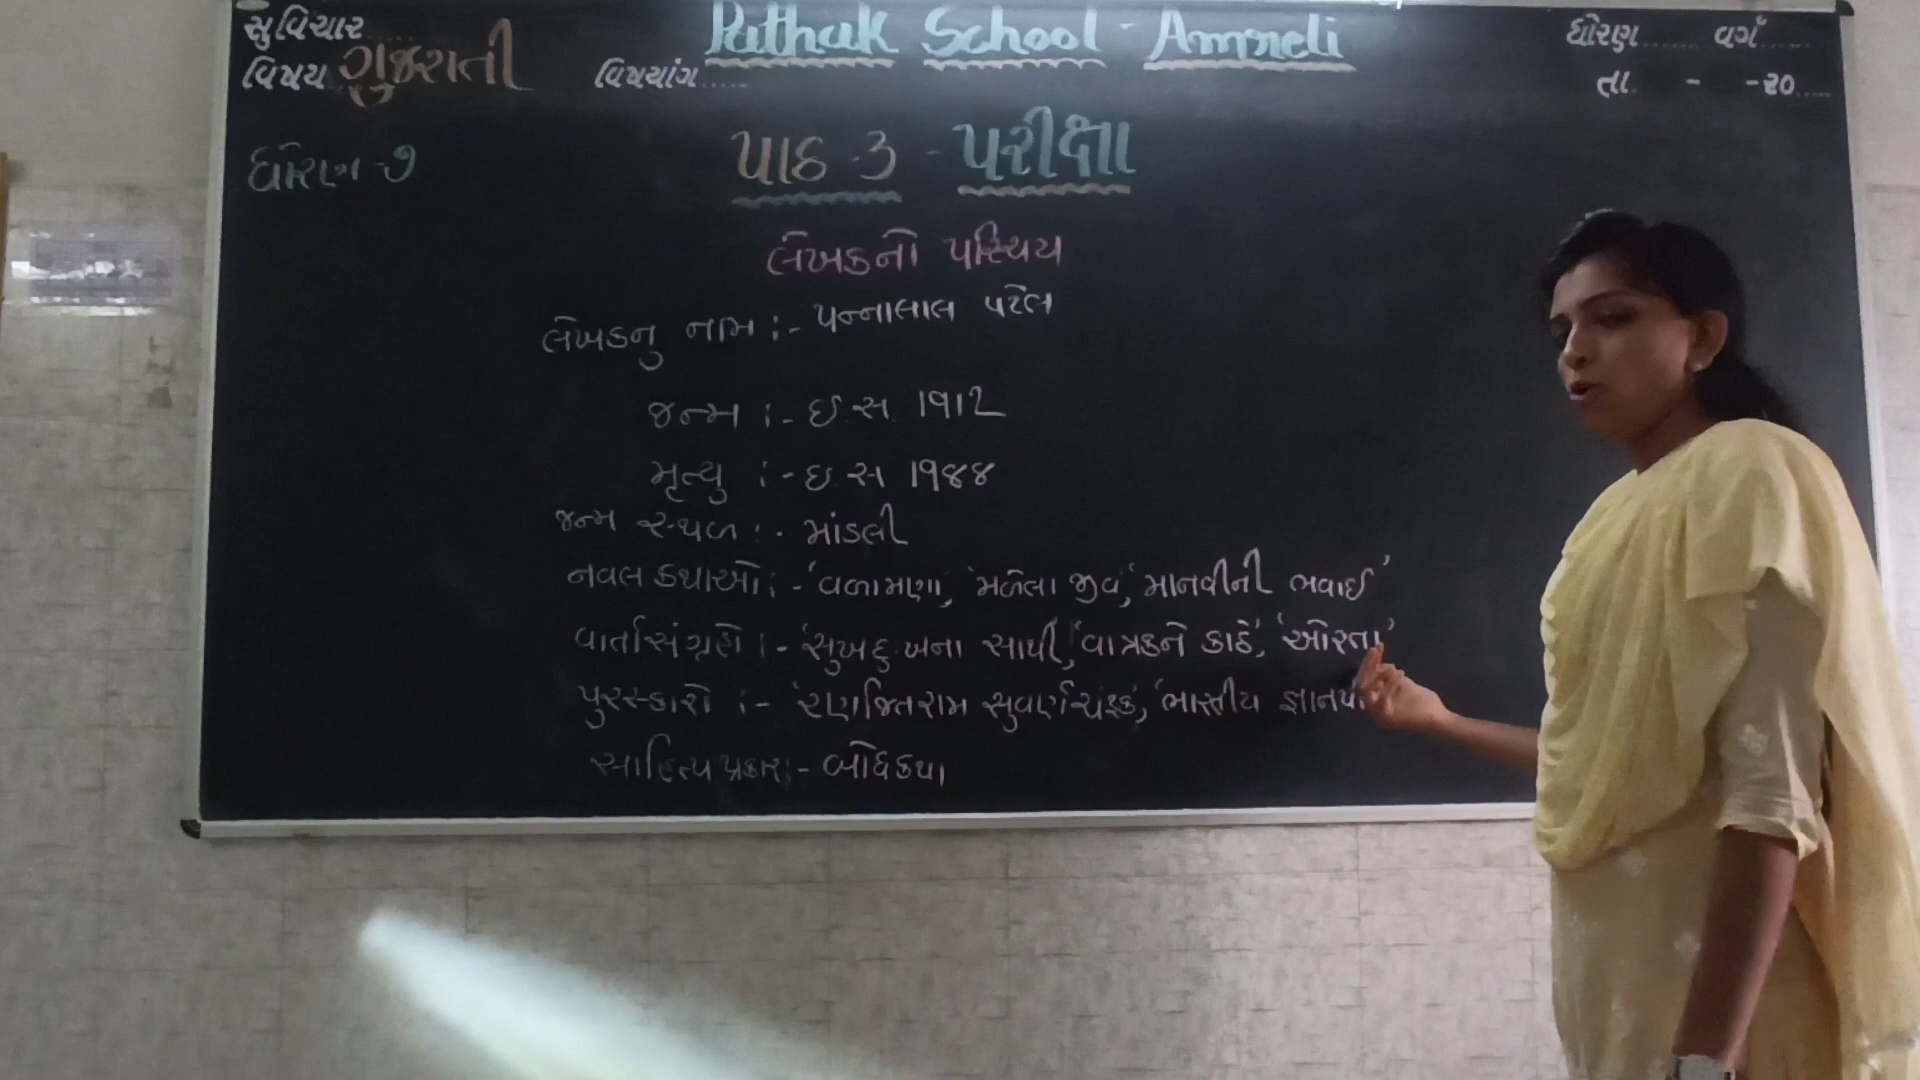 સુવિચાર......
Pathak School - Amreli
ધોરણ...... વર્ગ......
વિષય ગુજરાતી
વિષયાંગ.....
તા. - -૨૦....
ધોરણ-૭
પાઠ-૩ - પરીક્ષા
લેખકનો પરિચય
લેખકનુ નામ :- પન્નાલાલ પટેલ
જન્મ :- ઈ.સ. ૧૯૧૨
મૃત્યુ :- ઇ સ ૧૯૪૪
જન્મ સ્થળ :- માંડલી
નવલકથાઓ :- 'વળામણા', 'મળેલા જીવ', 'માનવીની ભવાઈ'
વાર્તાસંગ્રહો :- 'સુખદુઃખના સાથી', 'વાત્રકને કાંઠે', 'ઓરતા'
પુરસ્કારો :- 'રણજિતરામ સુવર્ણચંદ્રક', 'ભારતીય
સાહિત્યપ્રકાર :- બોધકથા